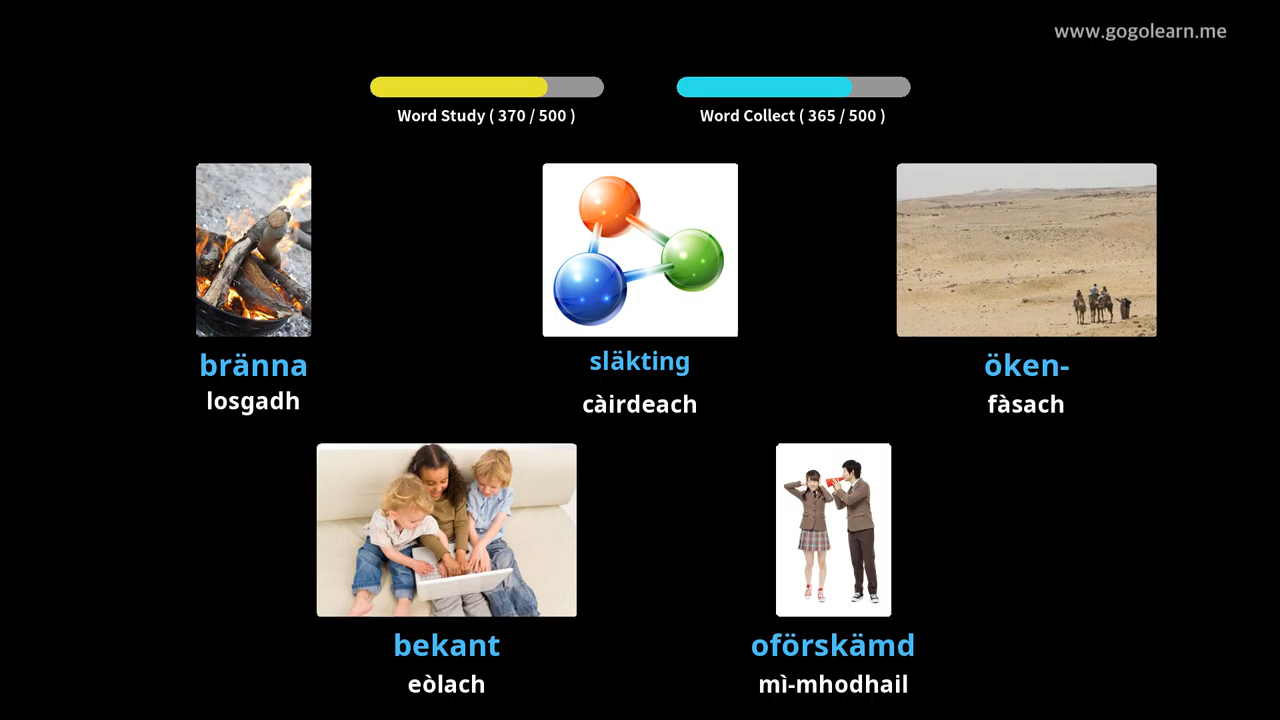 www.gogolearn.me
Word Study ( 370 / 500 )
Word Collect ( 365 / 500 )
bränna
losgadh
släkting
càirdeach
öken-
fàsach
bekant
eòlach
oförskämd
mì-mhodhail